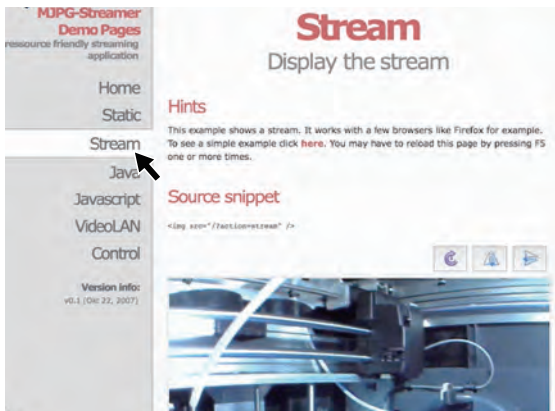 MJPG-Streamer
Demo Pages
ressource friendly streaming
application
Home
Static
Stream
Java
Javascript
VideoLAN
Control
Version info:
v0.1 (Okt 22, 2007)
Stream
Display the stream
Hints
This example shows a stream. It works with a few browsers like Firefox for example.
To see a simple example click here. You may have to reload this page by pressing F5
one or more times.
Source snippet
<img src="/?action=stream" />